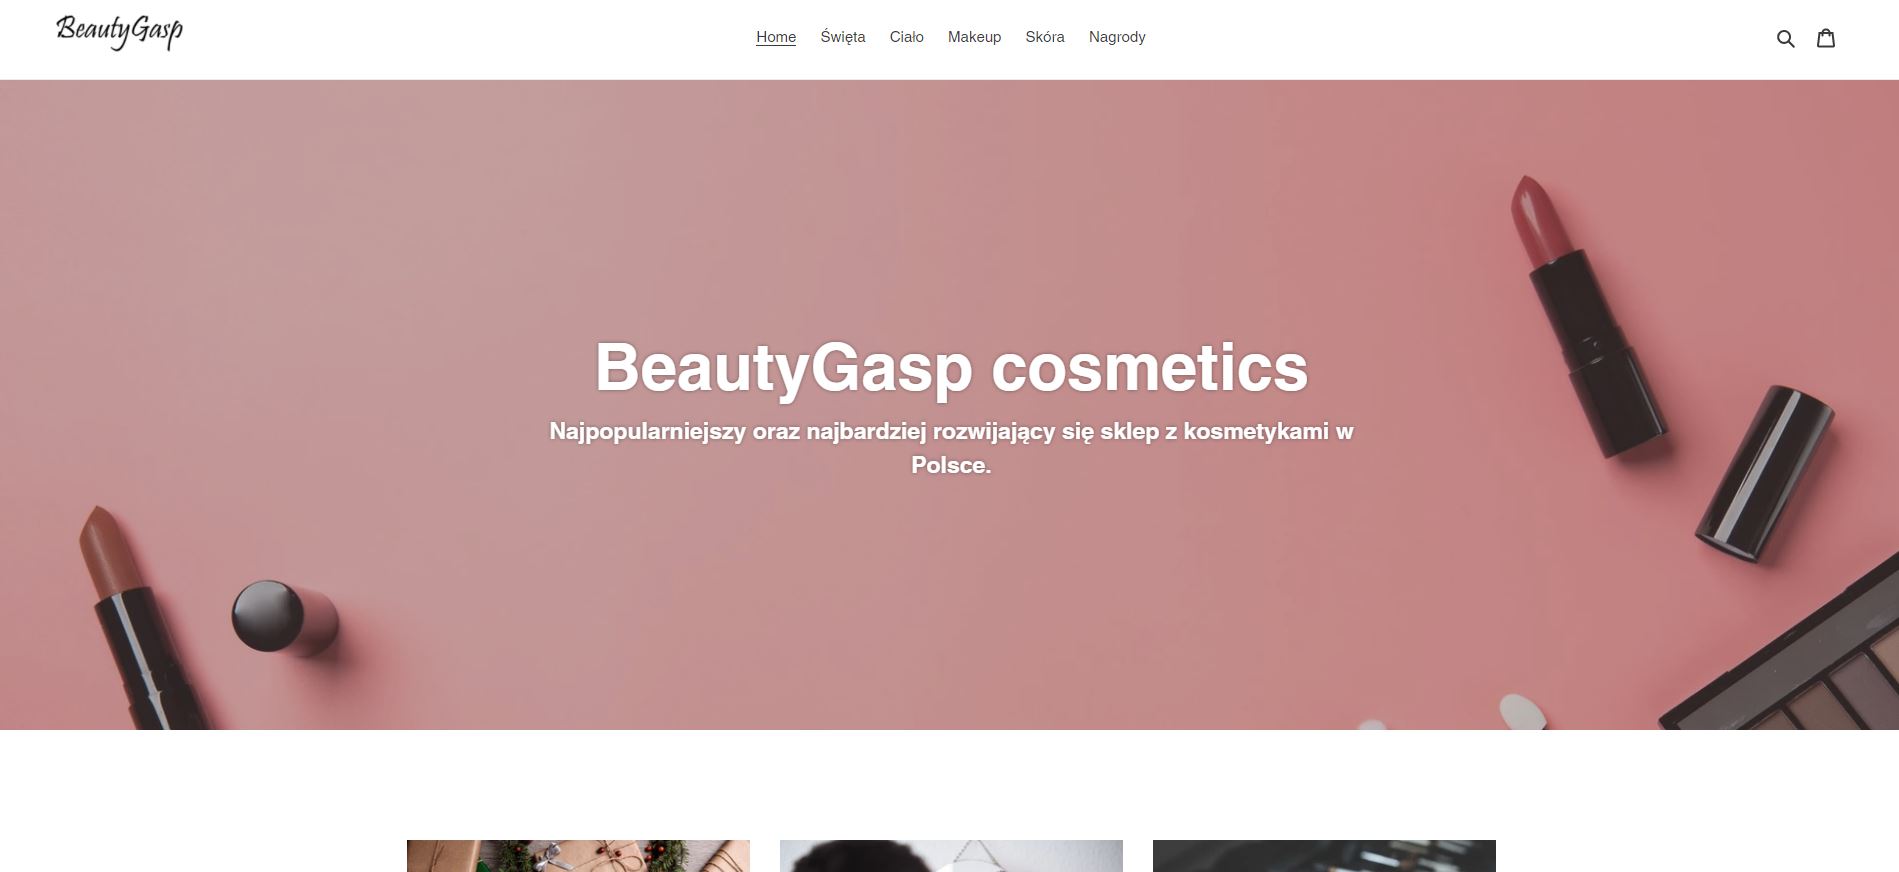 BeautyGasp
Home Święta Ciało Makeup Skóra Nagrody
BeautyGasp cosmetics
Najpopularniejszy oraz najbardziej rozwijający się sklep z kosmetykami w
Polsce.